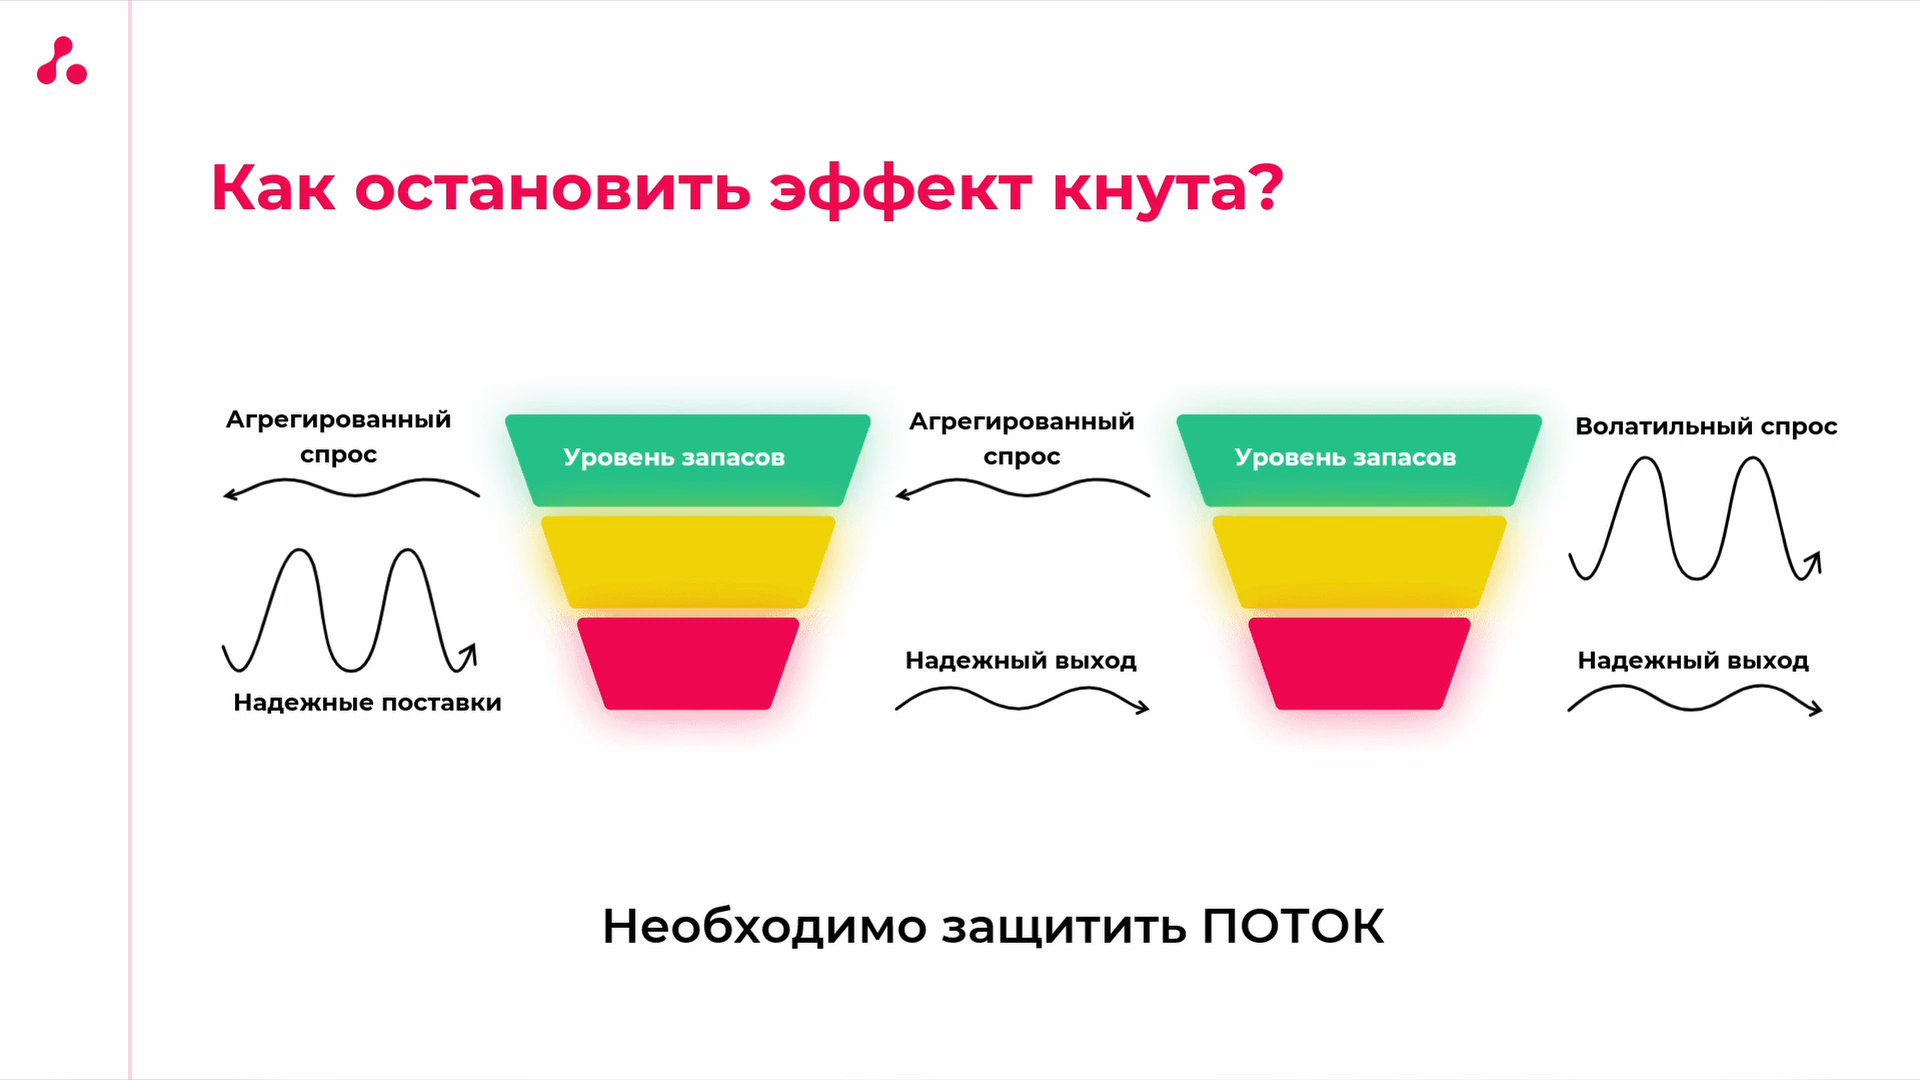 Как остановить эффект кнута?
Агрегированный
спрос
Надежные поставки
Уровень запасов
Агрегированный
спрос
Надежный выход
Уровень запасов
Волатильный спрос
Надежный выход
Необходимо защитить ПОТОК